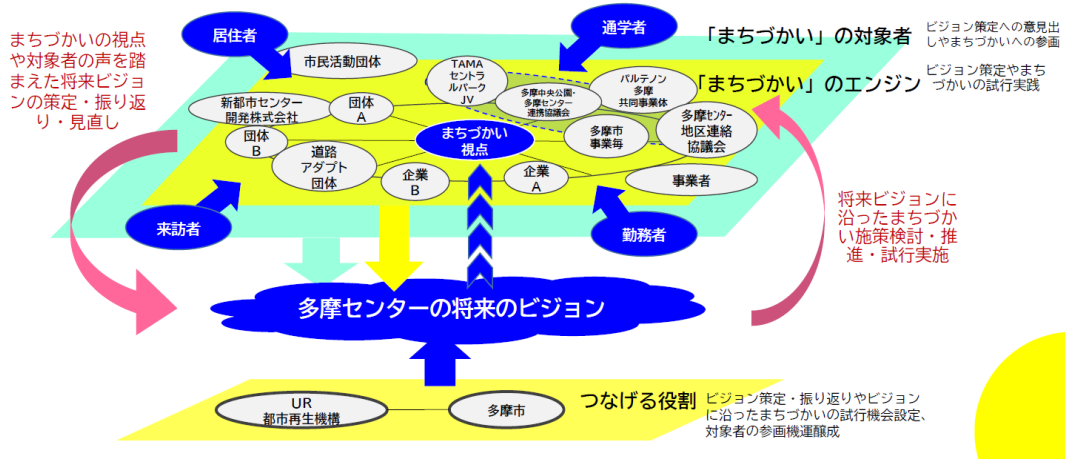 まちづかいの視点
や対象者の声を踏
まえた将来ビジョ
ンの策定・振り返
り・見直し
居住者
通学者
「まちづかい」の対象者
ビジョン策定への意見出
しやまちづかいへの参画
市民活動団体
TAMA
セントラ
ルパーク
JV
パルテノン
多摩
共同事業体
「まちづかい」のエンジン
ビジョン策定やまち
づかいの試行実践
新都市センター
開発株式会社
団体
A
多摩中央公園・
多摩センター
連携協議会
まちづかい
視点
多摩市
事業毎
多摩センター
地区連絡
協議会
団体
B
道路
アダプト
団体
企業
B
企業
A
事業者
来訪者
勤務者
将来ビジョンに
沿ったまちづか
い施策検討・推
進・試行実施
多摩センターの将来のビジョン
UR
都市再生機構
多摩市
つなげる役割
ビジョン策定・振り返りやビジョン
に沿ったまちづかいの試行機会設定、
対象者の参画機運醸成